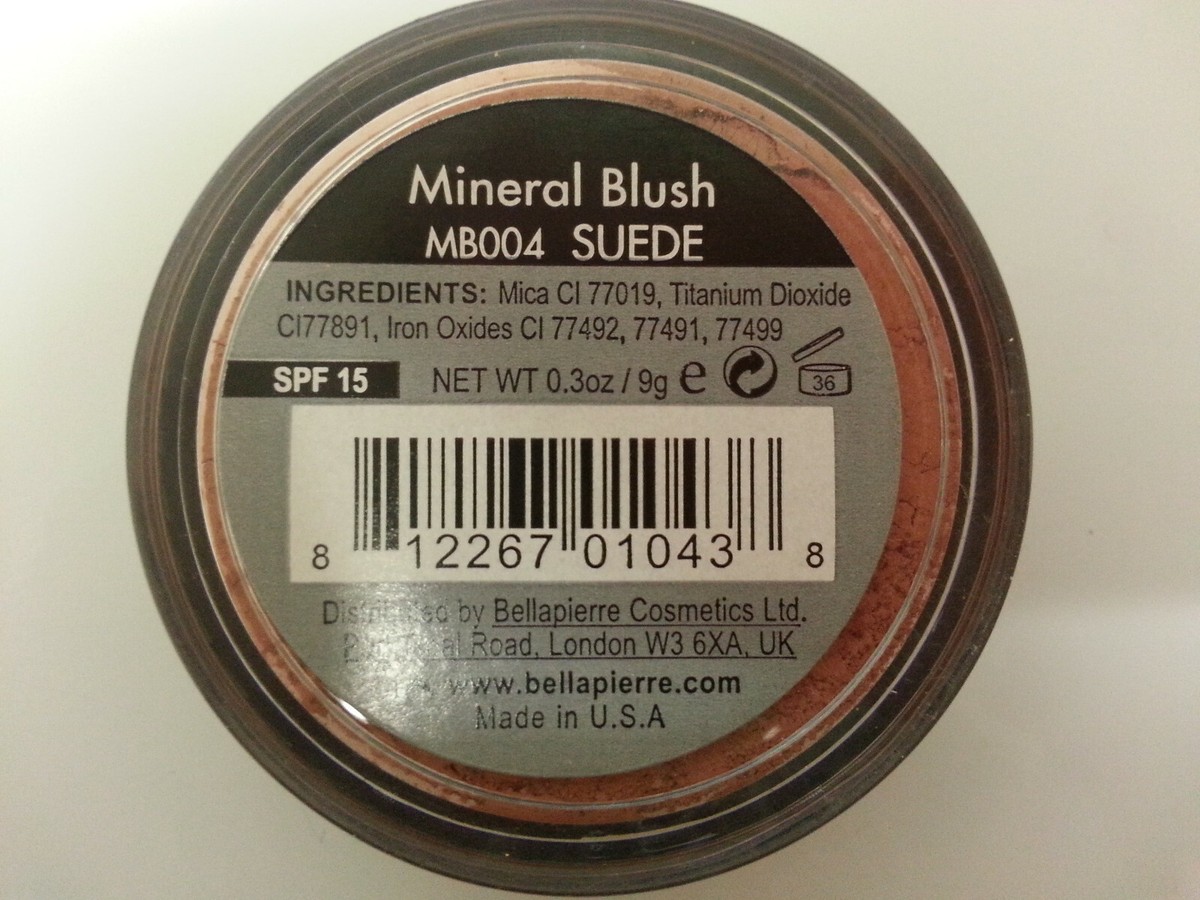 Mineral Blush
MB004 SUEDE
INGREDIENTS: Mica CI 77019, Titanium Dioxide
CI77891, Iron Oxides CI 77492, 77491, 77499
SPF 15 NET WT 0.3oz / 9g e 36
8 12267 01043 8
Distributed by Bellapierre Cosmetics Ltd.
Road, London W3 6XA, UK
www.bellapierre.com
Made in U.S.A